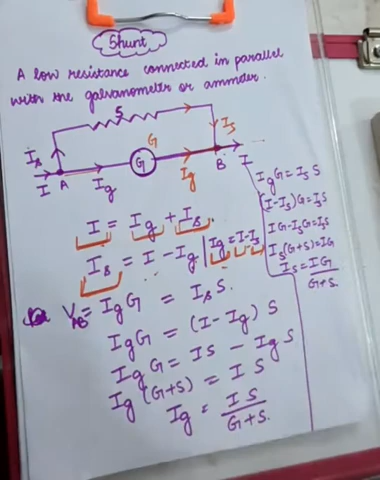 Shunt
A low resistance connected in parallel
with the galvanometer or ammeter.
S
G
Is
Is
I A Ig G Ig B I
I = Ig + Is.
Is = I - Ig | Ig = I - Is
VAB = IgG = IsS.
IgG = (I - Ig) S
IgG = IS - IgS
Ig(G+S) = IS
Ig = IS
G+S.
IgG = IsS
(I-Is)G = IsS
IG - IsG = IsS
Is(G+S) = IG
Is = IG
G+S.